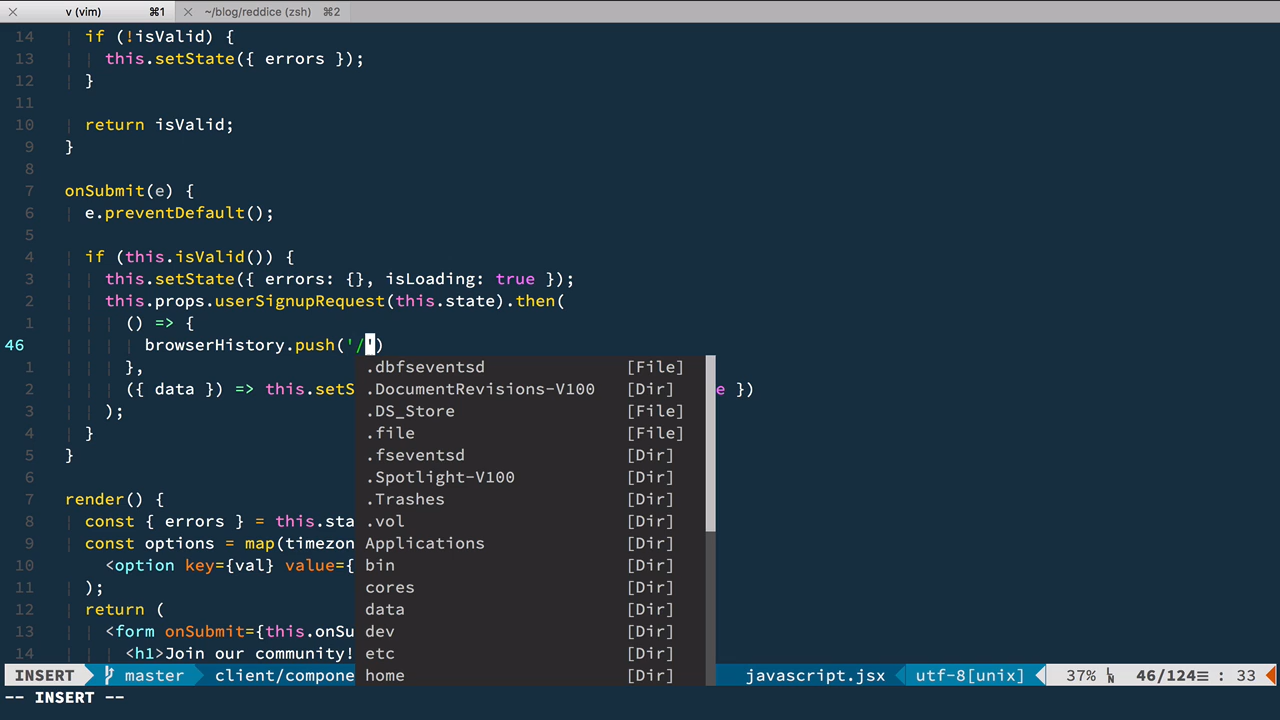 v (vim) ⌘1 ~/blog/reddice (zsh) ⌘2
14 if (!isValid) {
13 this.setState({ errors });
12 }
11
10 return isValid;
9 }
8
7 onSubmit(e) {
6 e.preventDefault();
5
4 if (this.isValid()) {
3 this.setState({ errors: {}, isLoading: true });
2 this.props.userSignupRequest(this.state).then(
1 () => {
46 browserHistory.push('/')
1 },
2 ({ data }) => this.setS e })
3 );
4 }
5 }
6
7 render() {
8 const { errors } = this.sta
9 const options = map(timezon
10 <option key={val} value={
11 );
12 return (
13 <form onSubmit={this.onSu
14 <h1>Join our community!
.dbfseventsd [File]
.DocumentRevisions-V100 [Dir]
.DS_Store [File]
.file [File]
.fseventsd [Dir]
.Spotlight-V100 [Dir]
.Trashes [Dir]
.vol [Dir]
Applications [Dir]
bin [Dir]
cores [Dir]
data [Dir]
dev [Dir]
etc [Dir]
home [Dir]
INSERT master client/compone javascript.jsx utf-8[unix] 37% 46/124≡ : 33
-- INSERT --